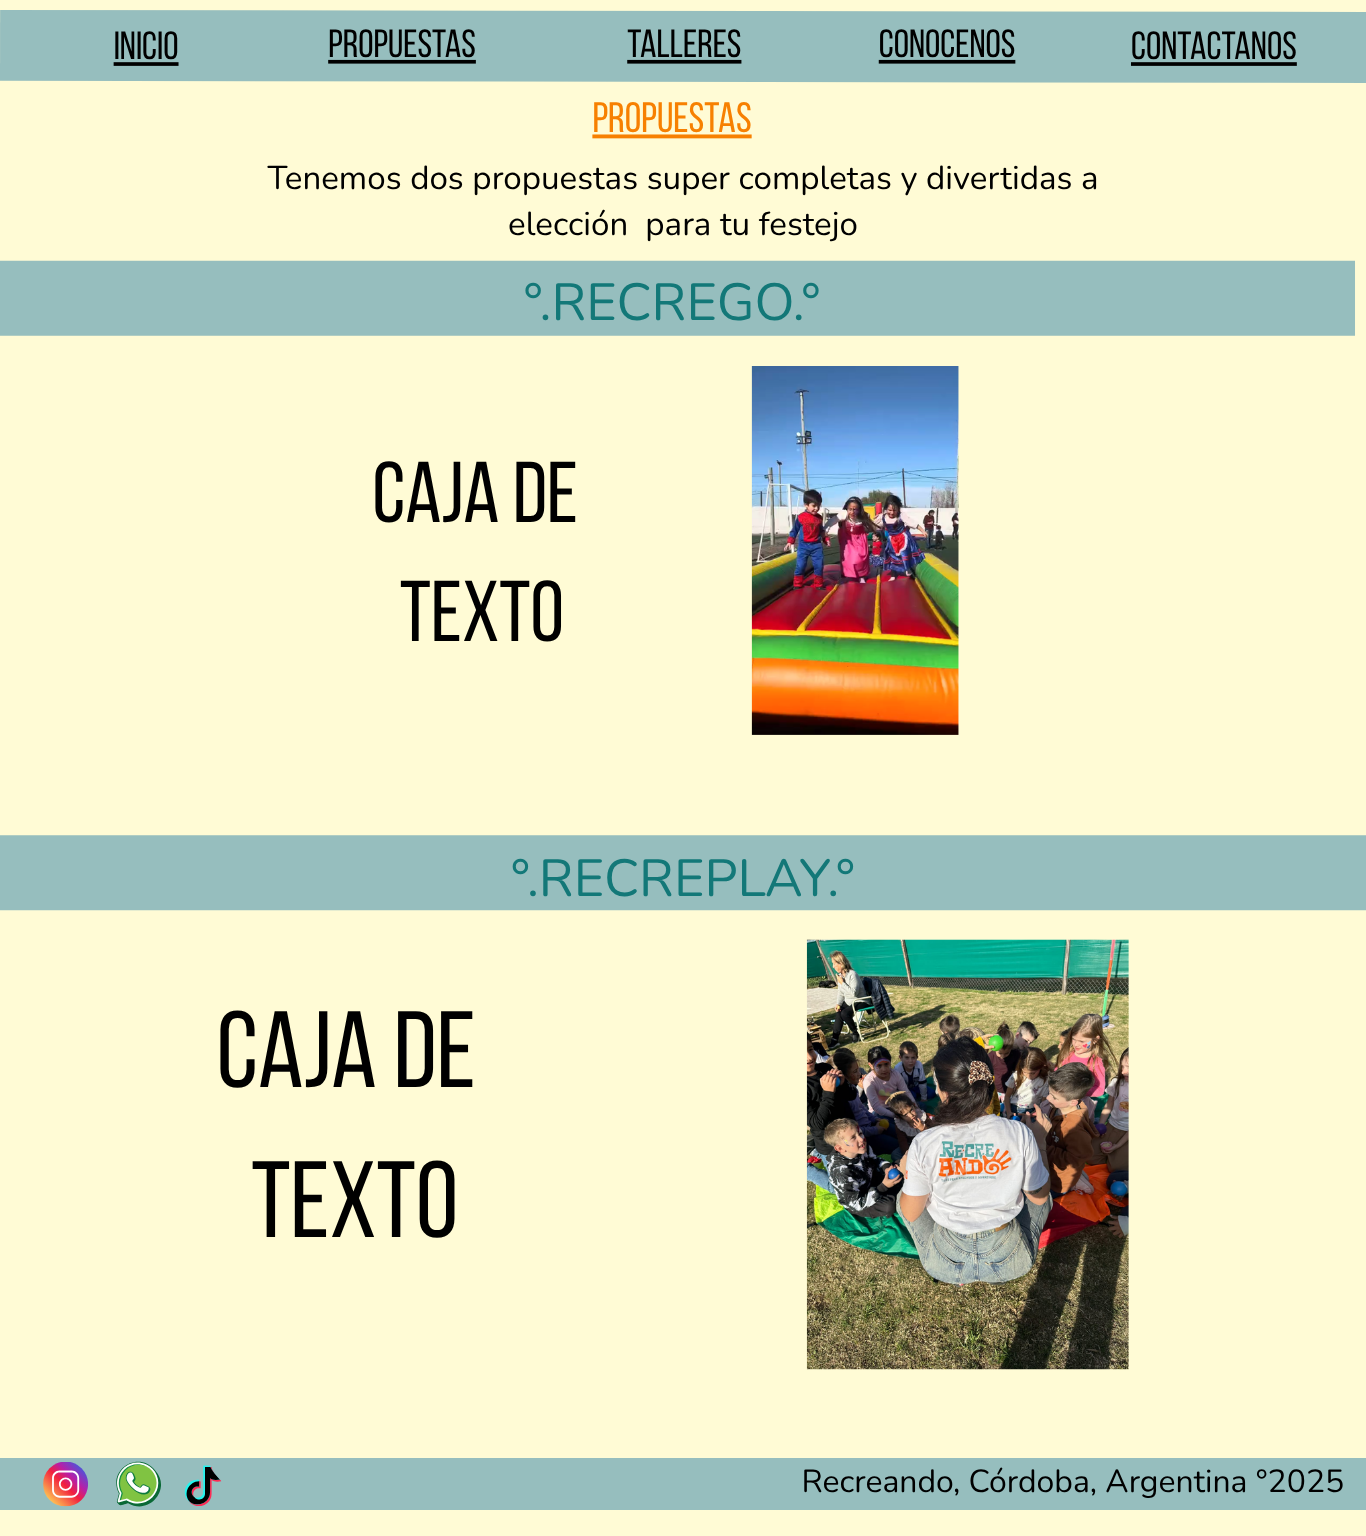 INICIO PROPUESTAS TALLERES CONOCENOS CONTACTANOS
PROPUESTAS
Tenemos dos propuestas super completas y divertidas a
elección para tu festejo
°.RECREGO.°
CAJA DE
TEXTO
°.RECREPLAY.°
CAJA DE
TEXTO
RECRE
ANDO
Recreando, Córdoba, Argentina °2025